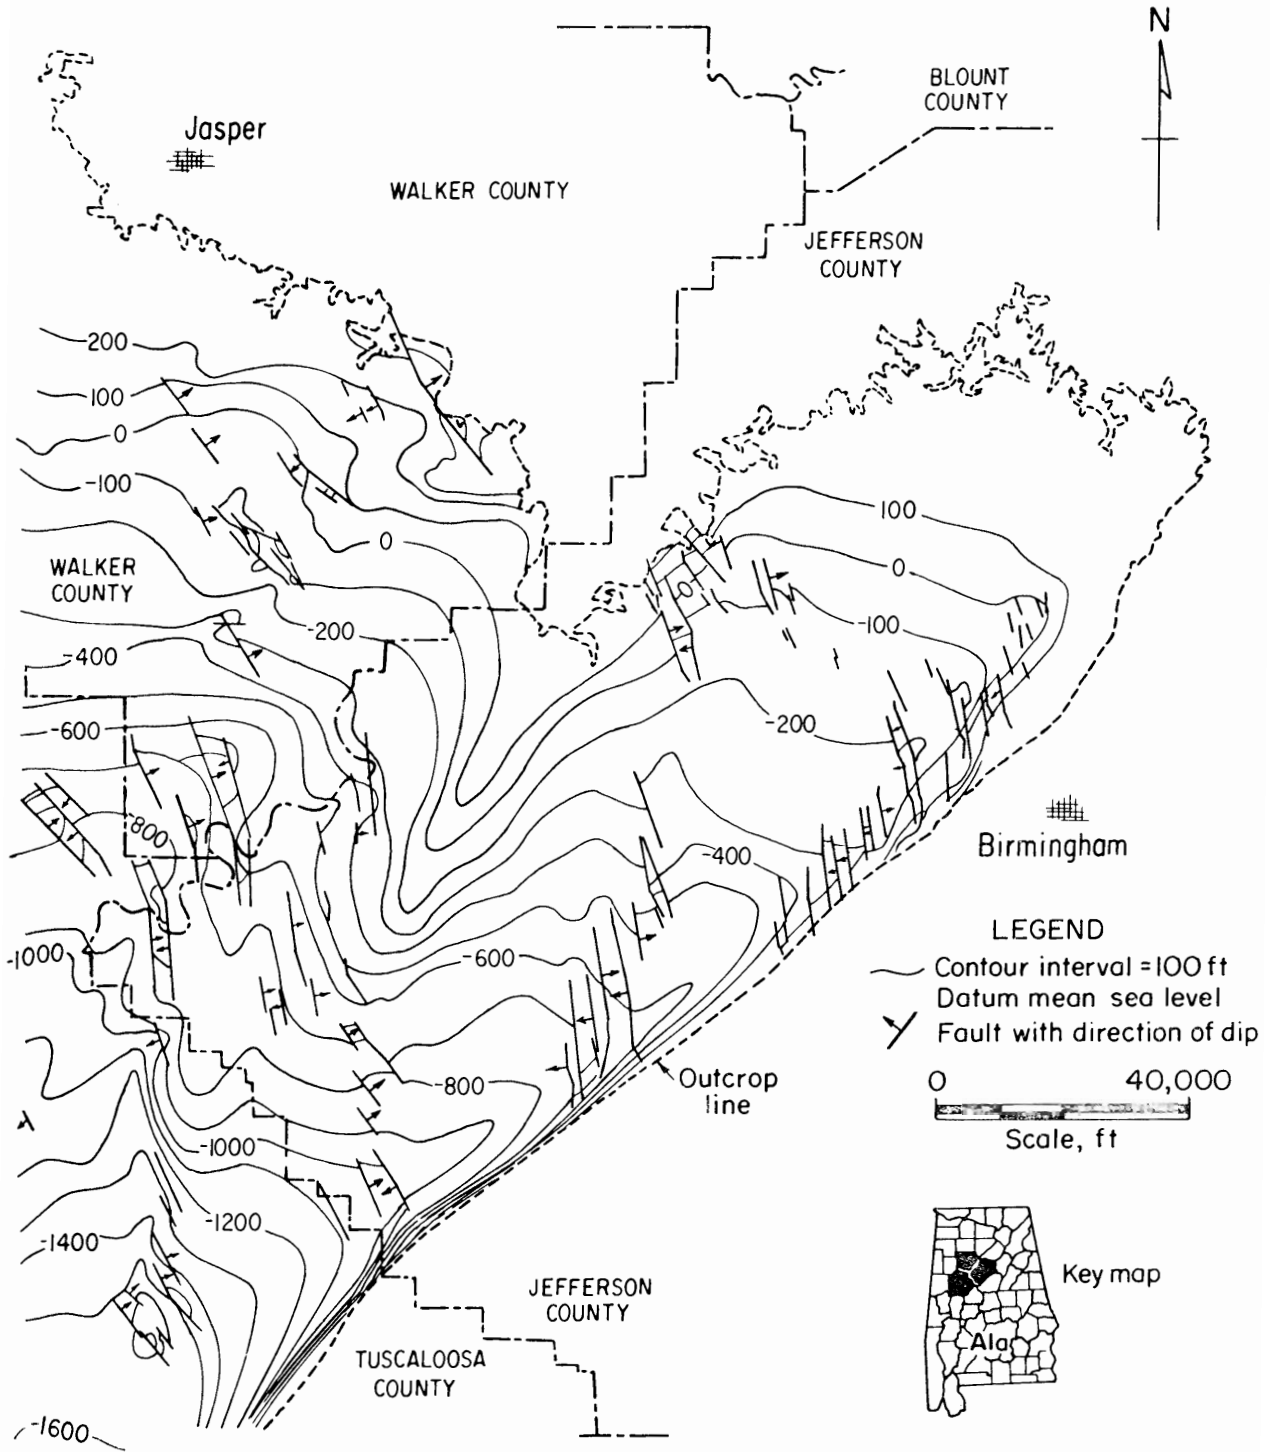 N
BLOUNT
COUNTY
Jasper
WALKER COUNTY
JEFFERSON
COUNTY
200
100
0
-100
100
0
0
WALKER
COUNTY
0
-200
-100
-400
-600
-200
-800
Birmingham
-400
LEGEND
-1000
-600
Contour interval = 100 ft
Datum mean sea level
Fault with direction of dip
-800
Outcrop
line
0 40,000
Scale, ft
-1000
-1200
-1400
Key map
JEFFERSON
COUNTY
Ala
TUSCALOOSA
COUNTY
-1600